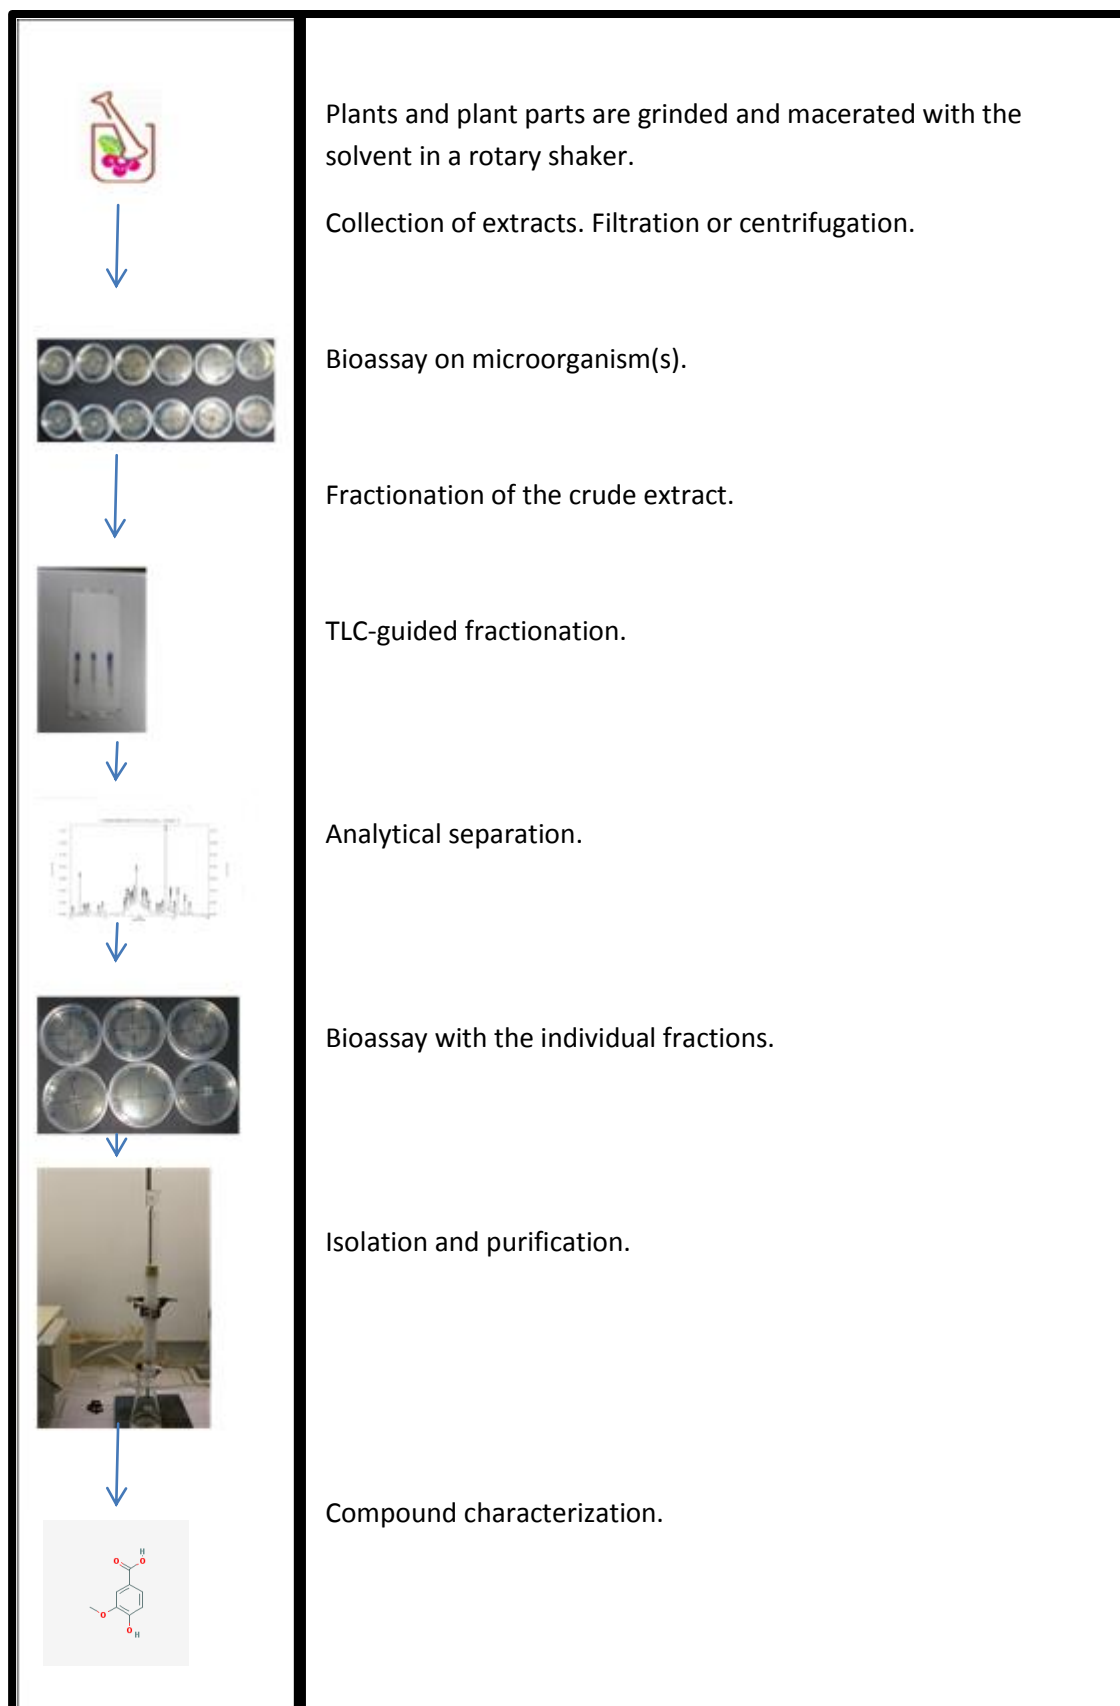 Plants and plant parts are grinded and macerated with the
solvent in a rotary shaker.
Collection of extracts. Filtration or centrifugation.
Bioassay on microorganism(s).
Fractionation of the crude extract.
TLC-guided fractionation.
Analytical separation.
Bioassay with the individual fractions.
Isolation and purification.
Compound characterization.
H
O
O
O
O
H